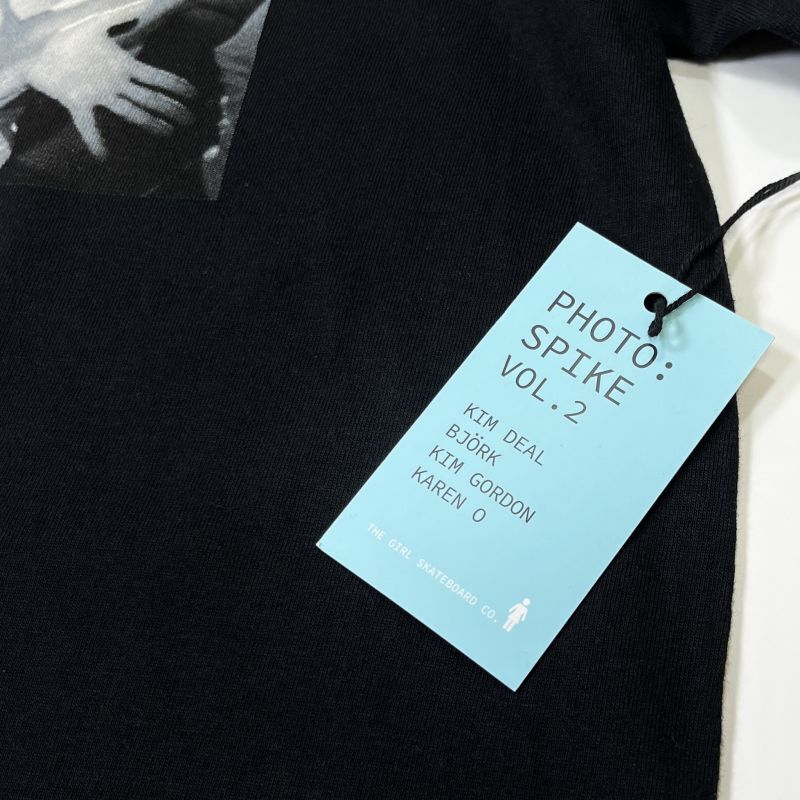 PHOTO:
SPIKE
VOL.2
KIM DEAL
BJÖRK
KIM GORDON
KAREN O
THE GIRL SKATEBOARD CO.